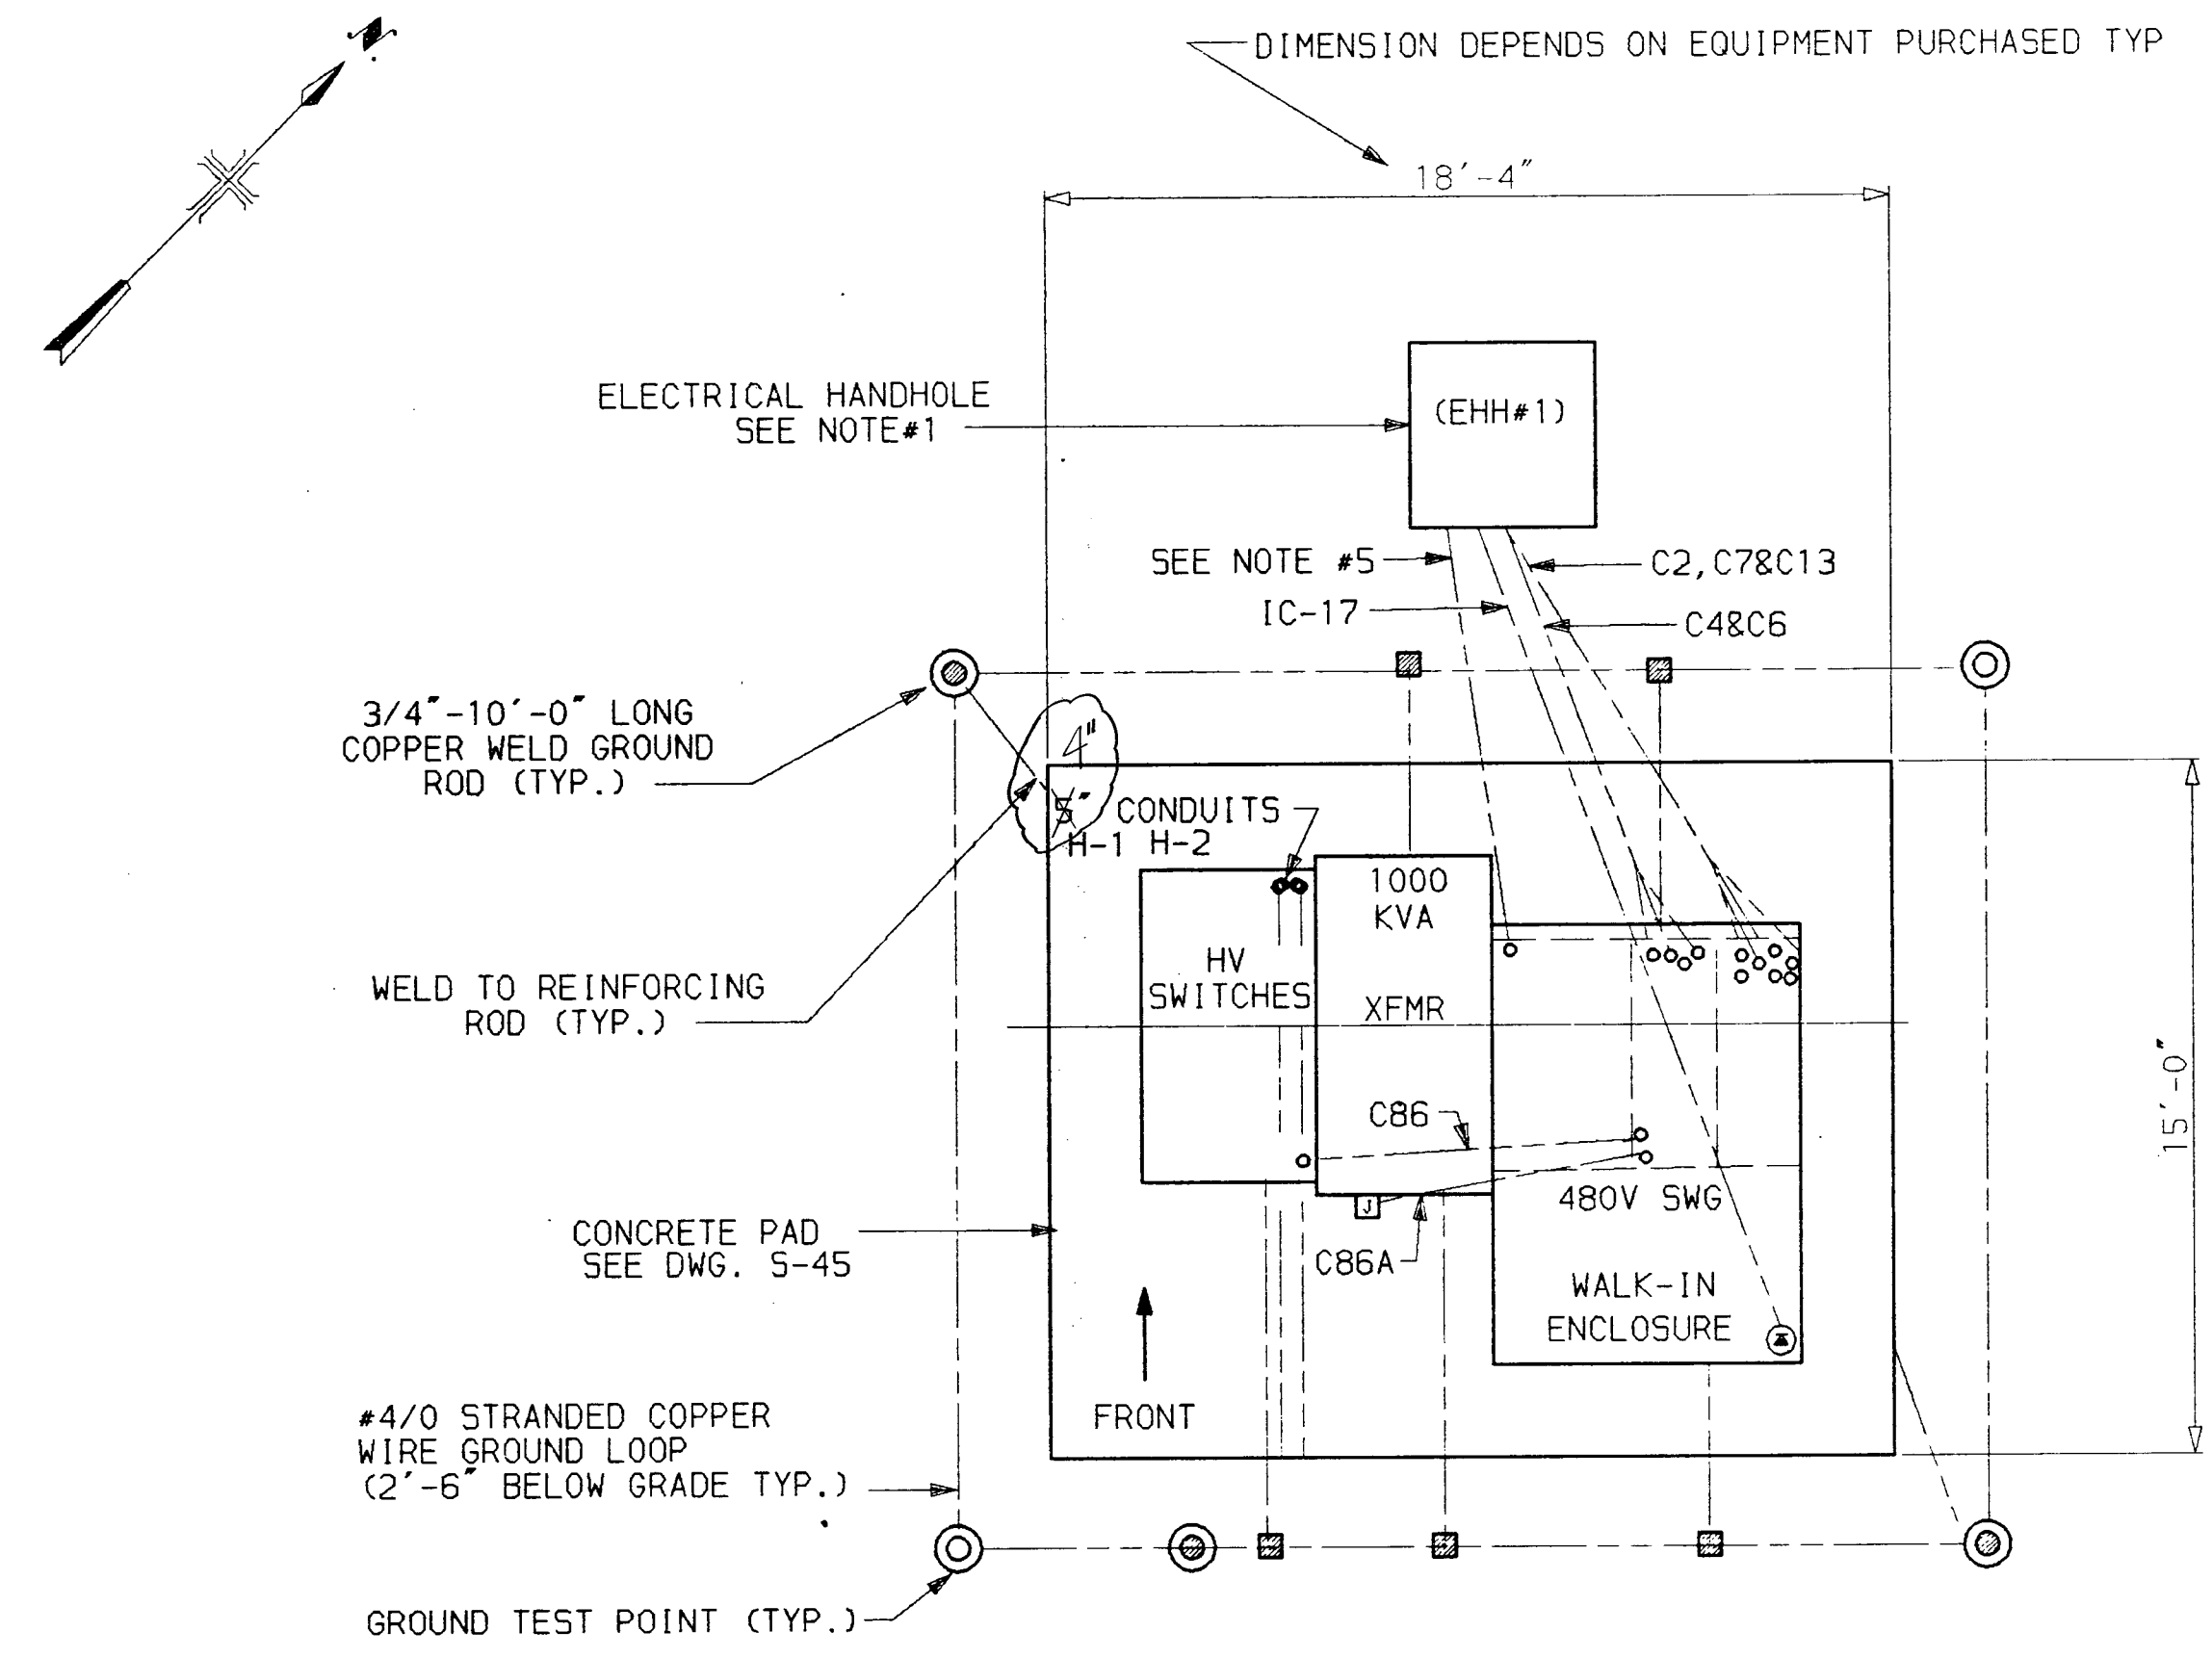 N
DIMENSION DEPENDS ON EQUIPMENT PURCHASED TYP
18'-4"
ELECTRICAL HANDHOLE
SEE NOTE#1
(EHH#1)
SEE NOTE #5
C2,C7&C13
IC-17
C4&C6
3/4"-10'-0" LONG
COPPER WELD GROUND
ROD (TYP.)
4"
5" CONDUITS
H-1 H-2
1000
KVA
HV
SWITCHES
XFMR
WELD TO REINFORCING
ROD (TYP.)
15'-0"
C86
480V SWG
J
C86A
CONCRETE PAD
SEE DWG. S-45
WALK-IN
ENCLOSURE
FRONT
#4/0 STRANDED COPPER
WIRE GROUND LOOP
(2'-6" BELOW GRADE TYP.)
GROUND TEST POINT (TYP.)